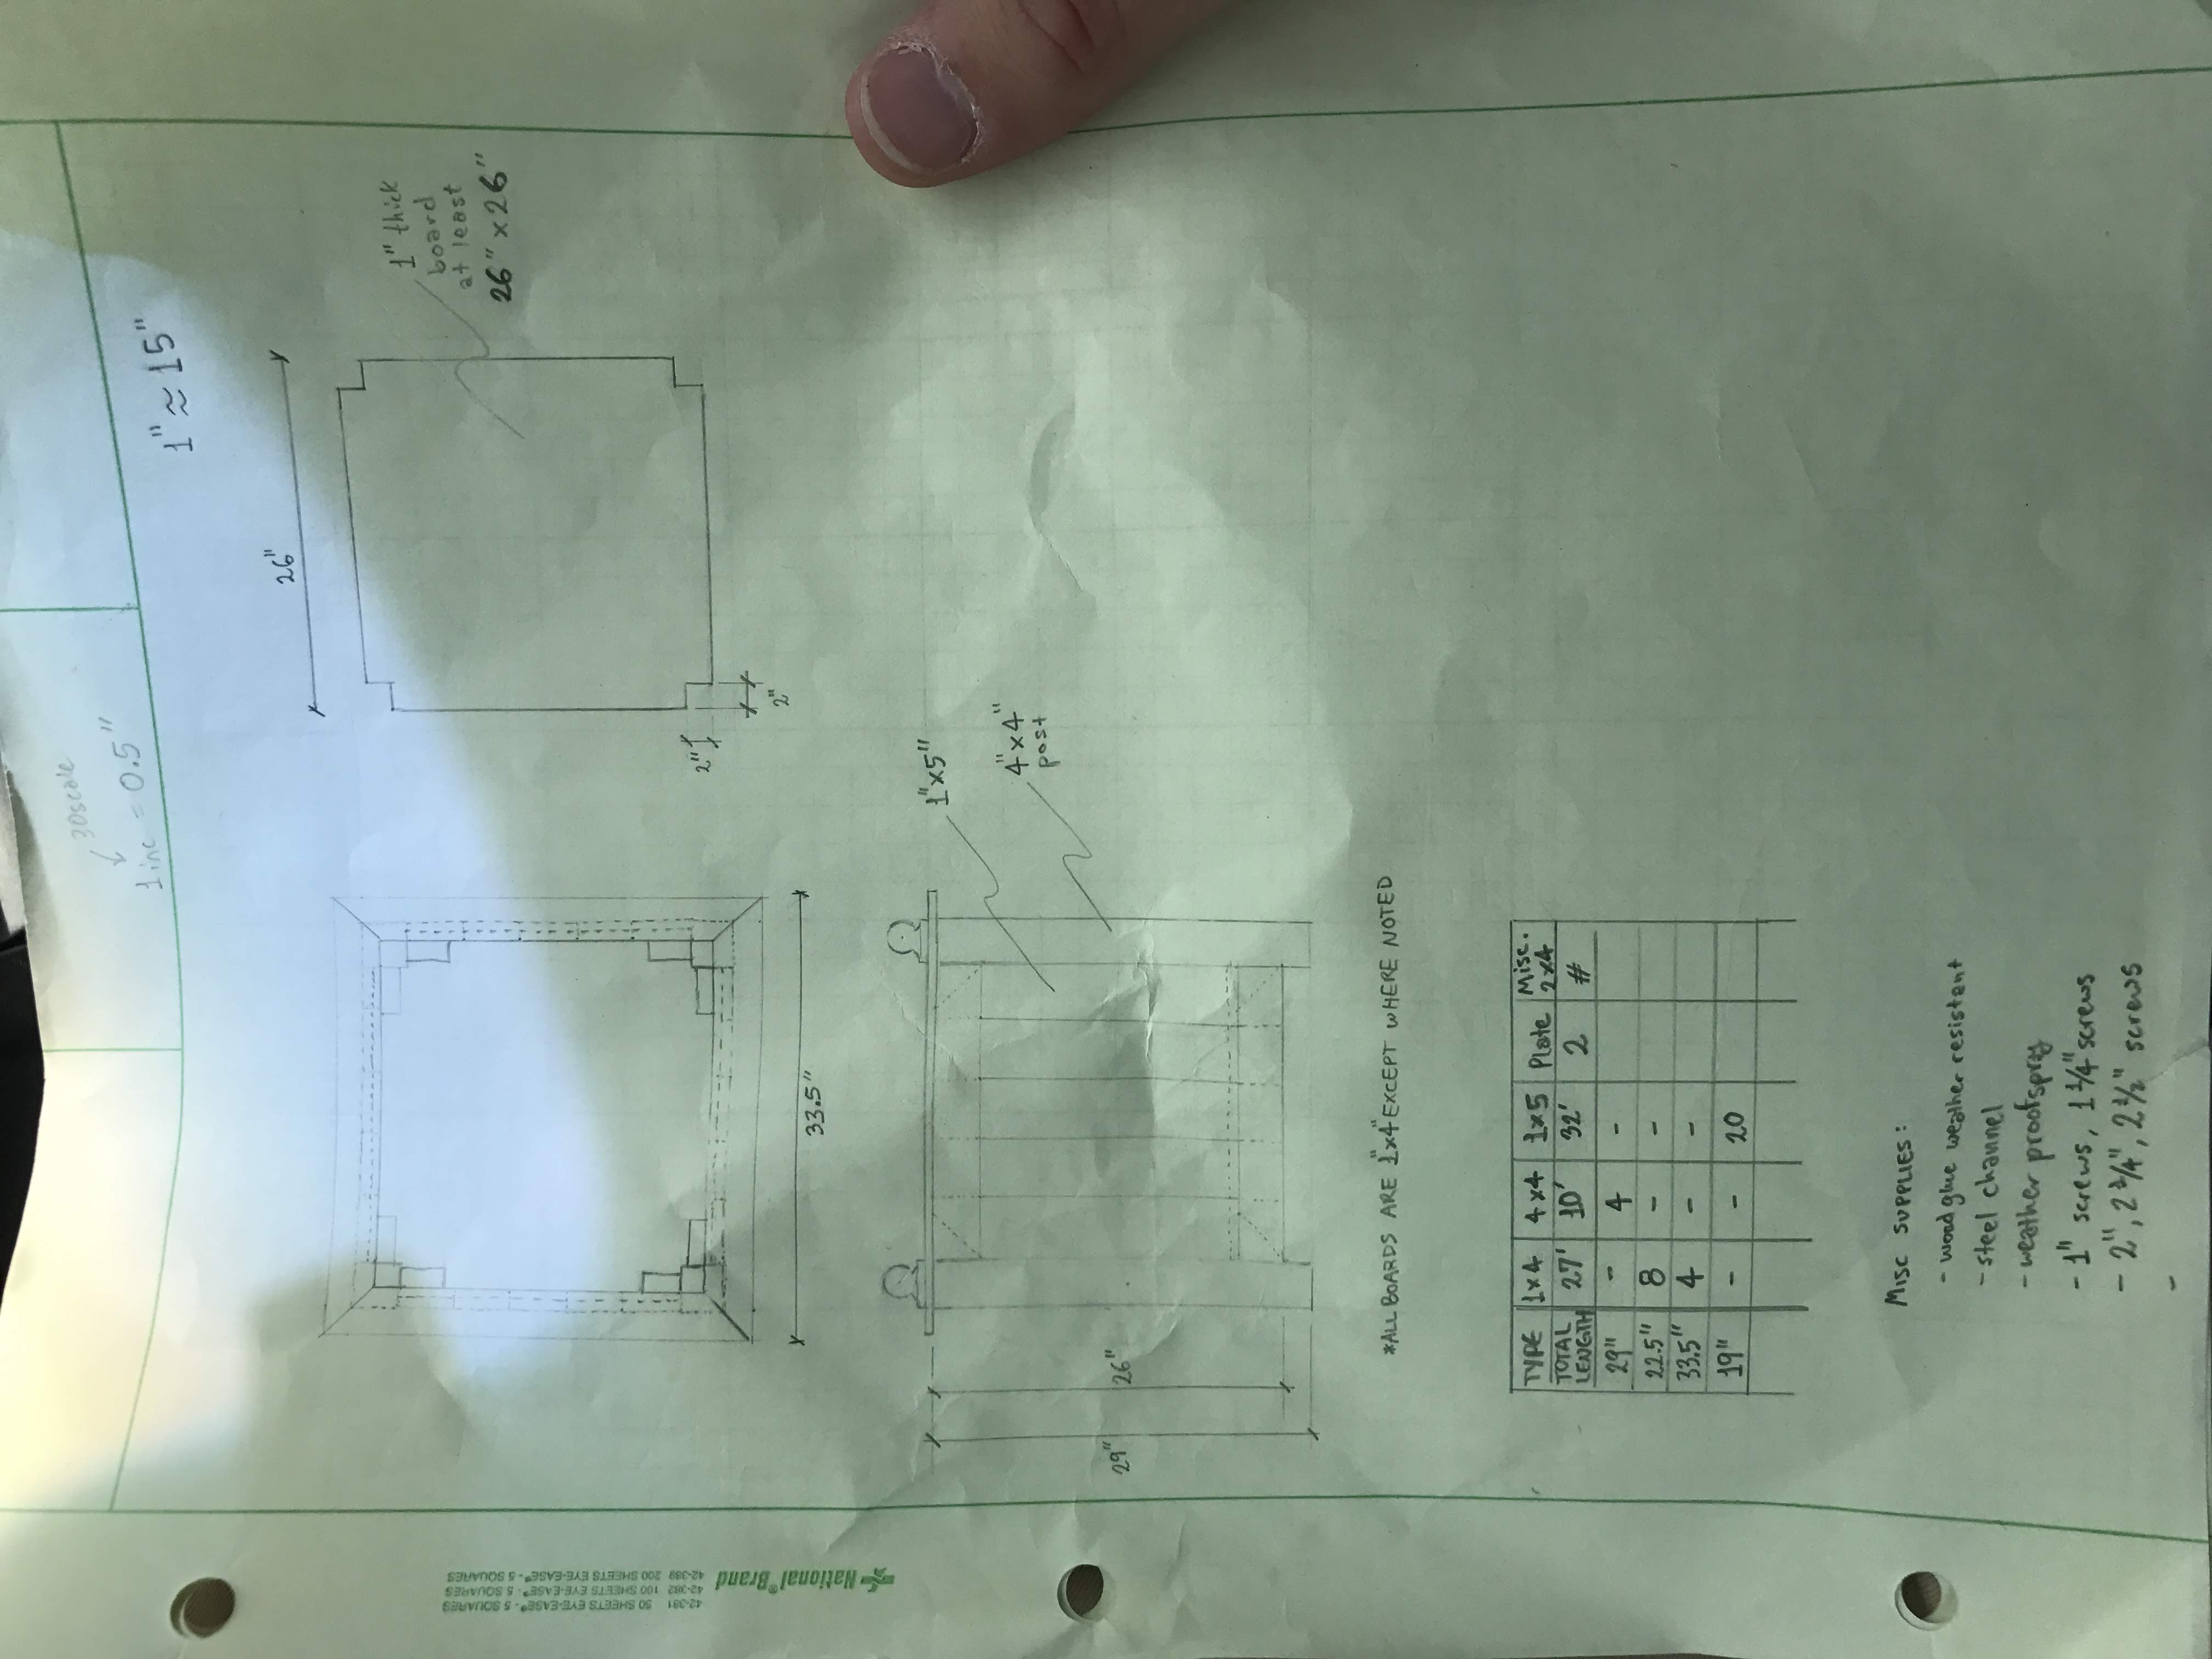 30scale
1 inc = 0.5"
1" ≈ 15"
26"
1" thick
board
at least
26" x 26"
2"
2"
33.5"
1"x5"
4"x4"
post
29"
26"
*ALL BOARDS ARE 1"x4" EXCEPT WHERE NOTED
TYPE 1x4 4x4 1x5 Plate Misc. 2x4
TOTAL LENGTH 27' 10' 32' 2 #
29" - 4 -
22.5" 8 - -
33.5" 4 - -
19" - - 20
MISC SUPPLIES:
- wood glue weather resistant
- steel channel
- weather proof spray
- 1" screws, 1 1/4" screws
- 2", 2 1/4", 2 1/2" screws
-
42-381 50 SHEETS EYE-EASE® - 5 SQUARES
42-382 100 SHEETS EYE-EASE® - 5 SQUARES
42-389 200 SHEETS EYE-EASE® - 5 SQUARES
National® Brand